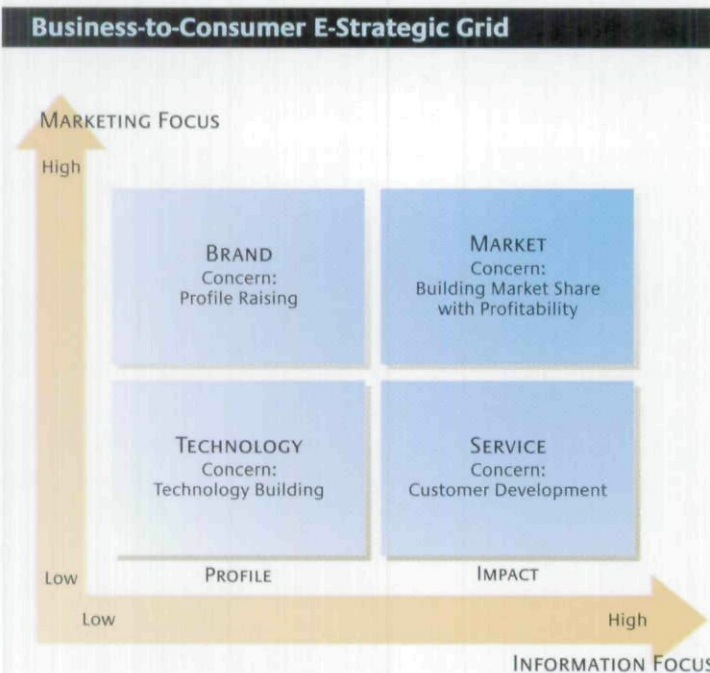 Business-to-Consumer E-Strategic Grid
MARKETING FOCUS
High
BRAND
Concern:
Profile Raising
MARKET
Concern:
Building Market Share
with Profitability
TECHNOLOGY
Concern:
Technology Building
SERVICE
Concern:
Customer Development
Low
PROFILE
IMPACT
Low
High
INFORMATION FOCUS